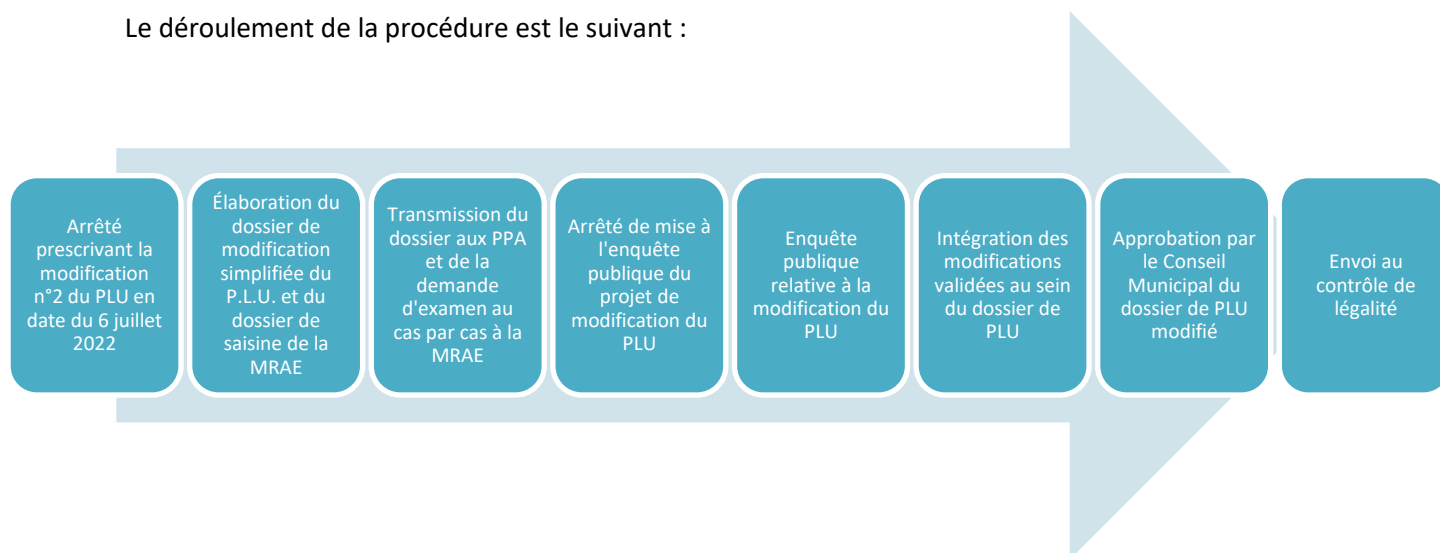 Le déroulement de la procédure est le suivant :
Arrêté
prescrivant la
modification
n°2 du PLU en
date du 6 juillet
2022
Élaboration du
dossier de
modification
simplifiée du
P.L.U. et du
dossier de
saisine de la
MRAE
Transmission du
dossier aux PPA
et de la
demande
d'examen au
cas par cas à la
MRAE
Arrêté de mise à
l'enquête
publique du
projet de
modification du
PLU
Enquête
publique
relative à la
modification du
PLU
Intégration des
modifications
validées au sein
du dossier de
PLU
Approbation par
le Conseil
Municipal du
dossier de PLU
modifié
Envoi au
contrôle de
légalité